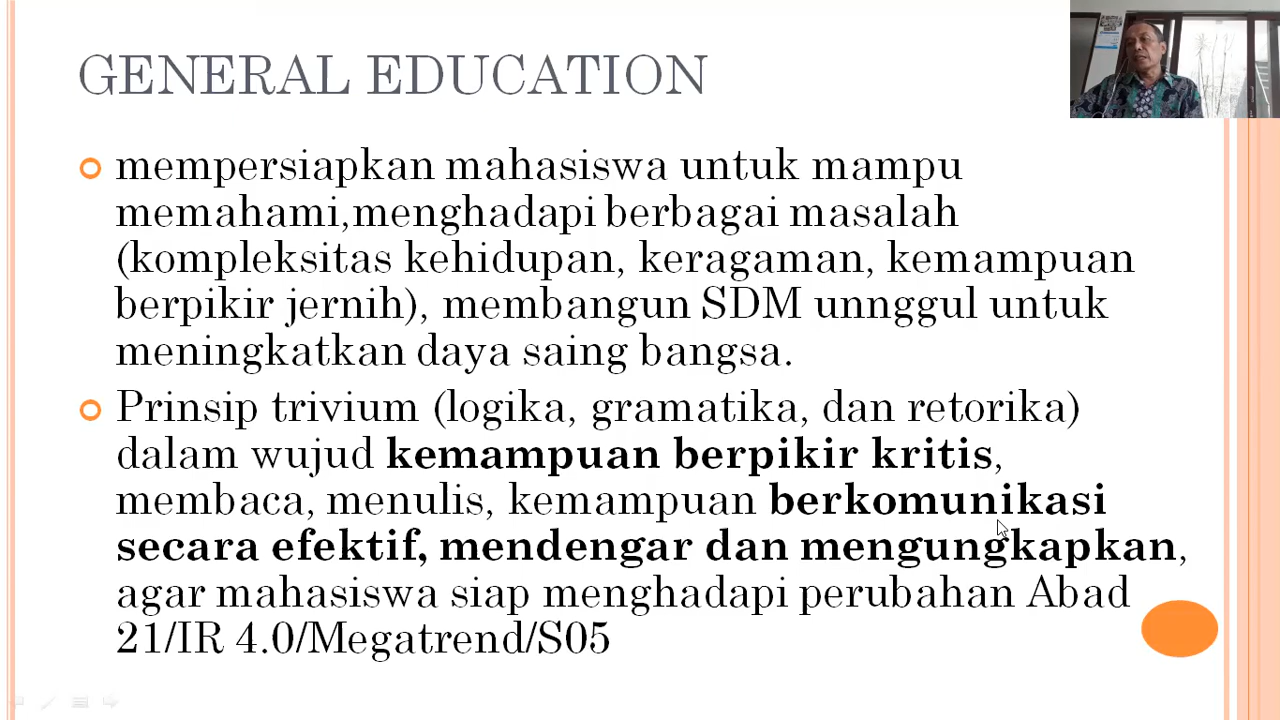 GENERAL EDUCATION
mempersiapkan mahasiswa untuk mampu
memahami,menghadapi berbagai masalah
(kompleksitas kehidupan, keragaman, kemampuan
berpikir jernih), membangun SDM unnggul untuk
meningkatkan daya saing bangsa.
Prinsip trivium (logika, gramatika, dan retorika)
dalam wujud kemampuan berpikir kritis,
membaca, menulis, kemampuan berkomunikasi
secara efektif, mendengar dan mengungkapkan,
agar mahasiswa siap menghadapi perubahan Abad
21/IR 4.0/Megatrend/S05